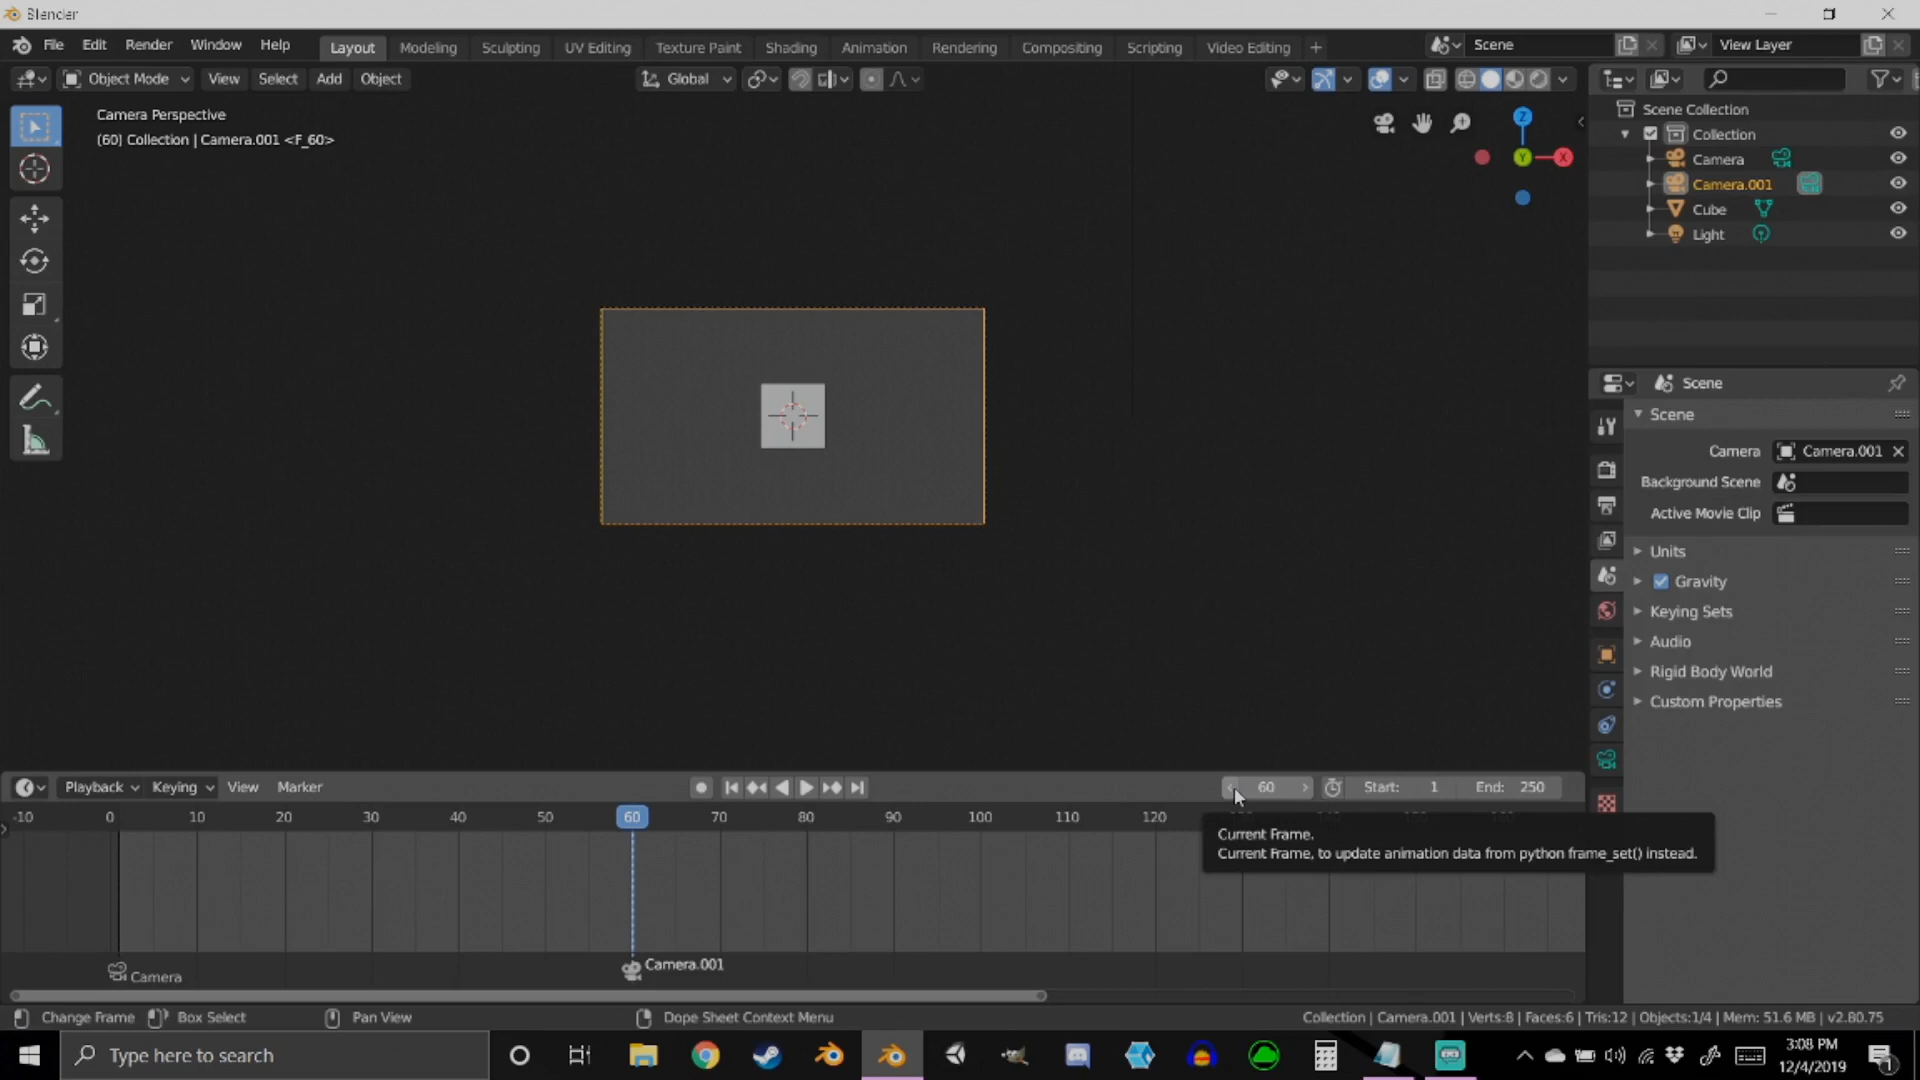 Blender
File Edit Render Window Help Layout Modeling Sculpting UV Editing Texture Paint Shading Animation Rendering Compositing Scripting Video Editing + Scene View Layer
Object Mode View Select Add Object Global
Camera Perspective
(60) Collection | Camera.001 <F_60>
Z
Y
X
Scene Collection
Collection
Camera
Camera.001
Cube
Light
Scene
Scene
Camera Camera.001
Background Scene
Active Movie Clip
Units
Gravity
Keying Sets
Audio
Rigid Body World
Custom Properties
Playback Keying View Marker 60 Start: 1 End: 250
-10 0 10 20 30 40 50 60 70 80 90 100 110 120
Current Frame.
Current Frame, to update animation data from python frame_set() instead.
Camera
Camera.001
Change Frame Box Select Pan View Dope Sheet Context Menu Collection | Camera.001 | Verts:8 | Faces:6 | Tris:12 | Objects:1/4 | Mem: 51.6 MB | v2.80.75
Type here to search
3:08 PM
12/4/2019
1